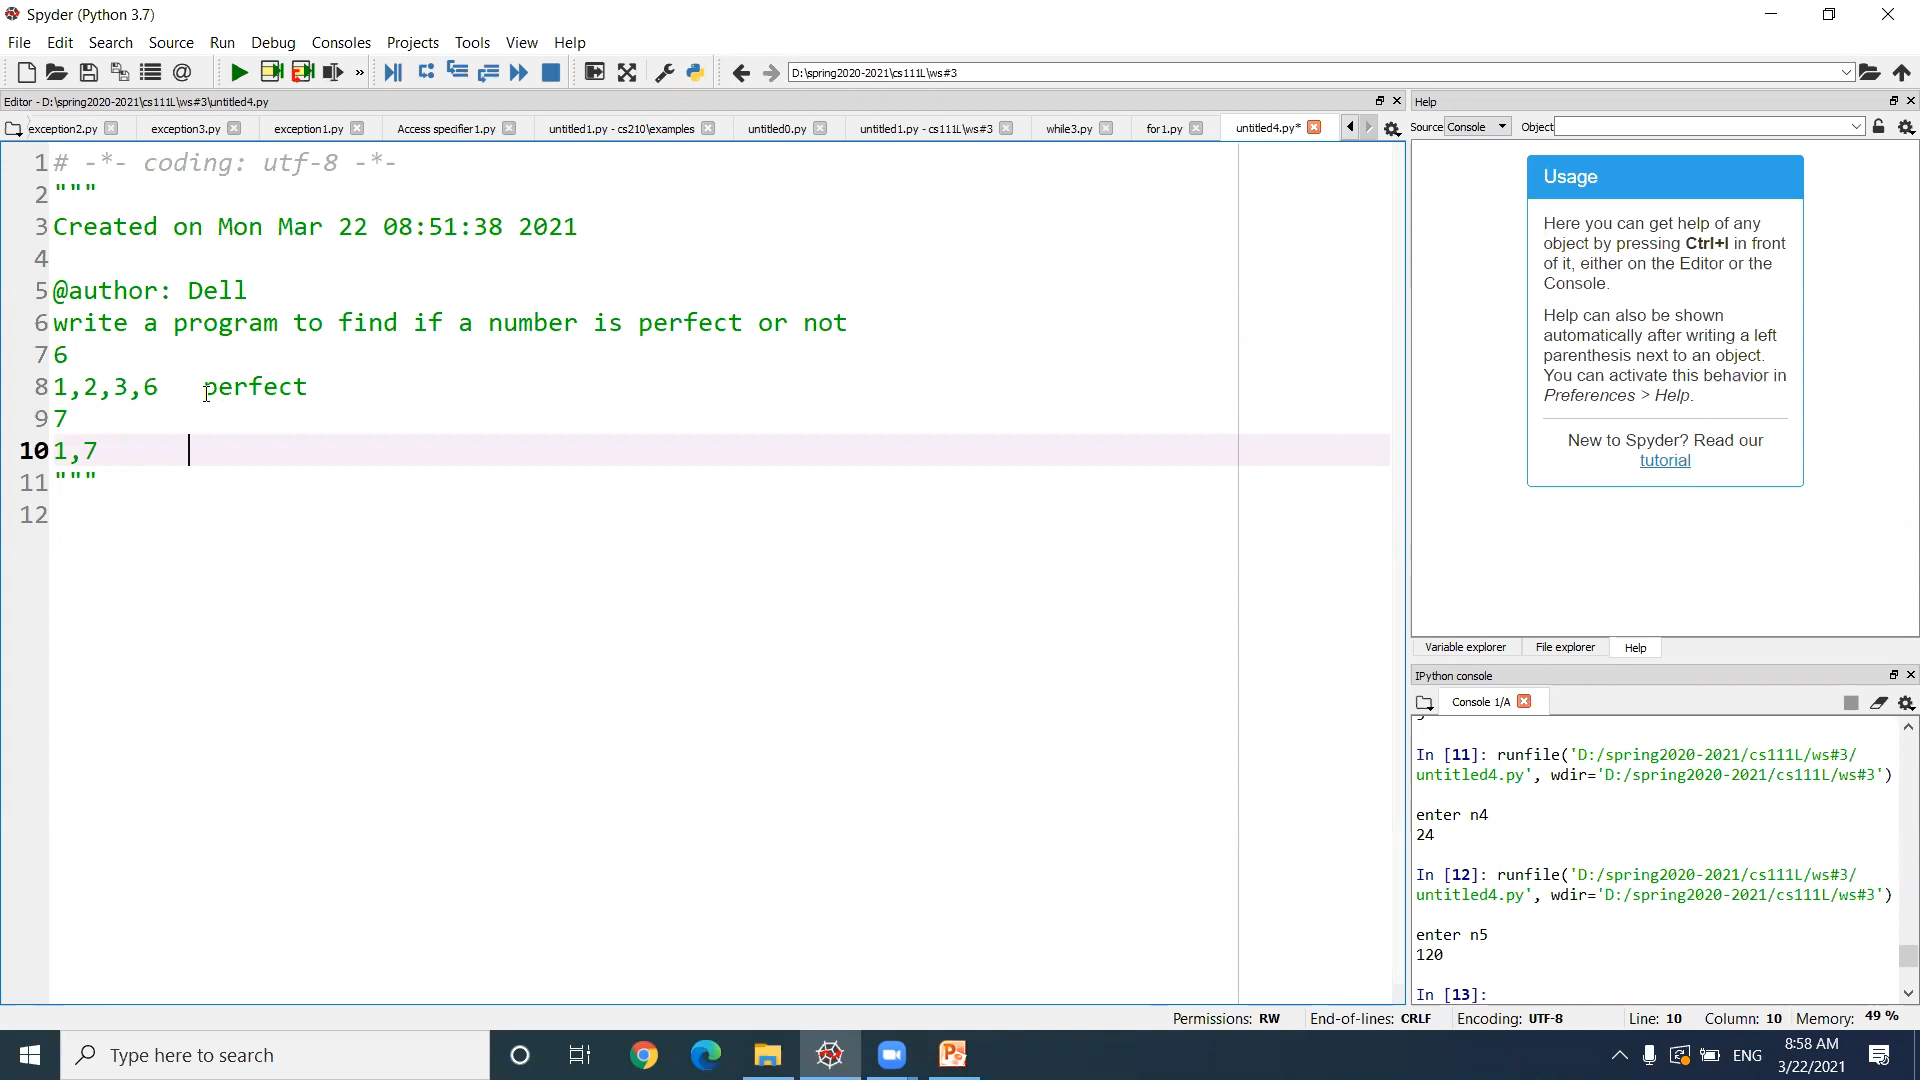 Spyder (Python 3.7)
File Edit Search Source Run Debug Consoles Projects Tools View Help
D:\spring2020-2021\cs111L\ws#3
Editor - D:\spring2020-2021\cs111L\ws#3\untitled4.py
exception2.py exception3.py exception1.py Access specifier1.py untitled1.py - cs210\examples untitled0.py untitled1.py - cs111L\ws#3 while3.py for1.py untitled4.py*
1 # -*- coding: utf-8 -*-
2 """
3 Created on Mon Mar 22 08:51:38 2021
4
5 @author: Dell
6 write a program to find if a number is perfect or not
7 6
8 1,2,3,6 perfect
9 7
10 1,7
11 """
12
Help
Source Console Object
Usage
Here you can get help of any
object by pressing Ctrl+I in front
of it, either on the Editor or the
Console.
Help can also be shown
automatically after writing a left
parenthesis next to an object.
You can activate this behavior in
Preferences > Help.
New to Spyder? Read our
tutorial
Variable explorer File explorer Help
IPython console
Console 1/A
In [11]: runfile('D:/spring2020-2021/cs111L/ws#3/
untitled4.py', wdir='D:/spring2020-2021/cs111L/ws#3')
enter n4
24
In [12]: runfile('D:/spring2020-2021/cs111L/ws#3/
untitled4.py', wdir='D:/spring2020-2021/cs111L/ws#3')
enter n5
120
In [13]:
Permissions: RW End-of-lines: CRLF Encoding: UTF-8 Line: 10 Column: 10 Memory: 49 %
Type here to search
ENG
8:58 AM
3/22/2021